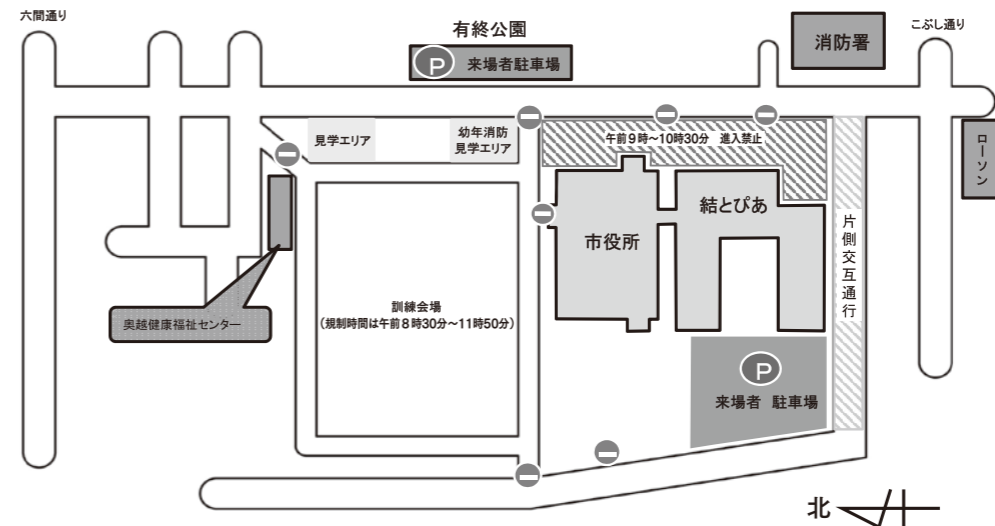 六間通り
有終公園
P 来場者駐車場
消防署
こぶし通り
見学エリア
幼年消防
見学エリア
午前9時~10時30分 進入禁止
ローソン
市役所
結とぴあ
片側交互通行
訓練会場
(規制時間は午前8時30分~11時50分)
奥越健康福祉センター
P
来場者 駐車場
北